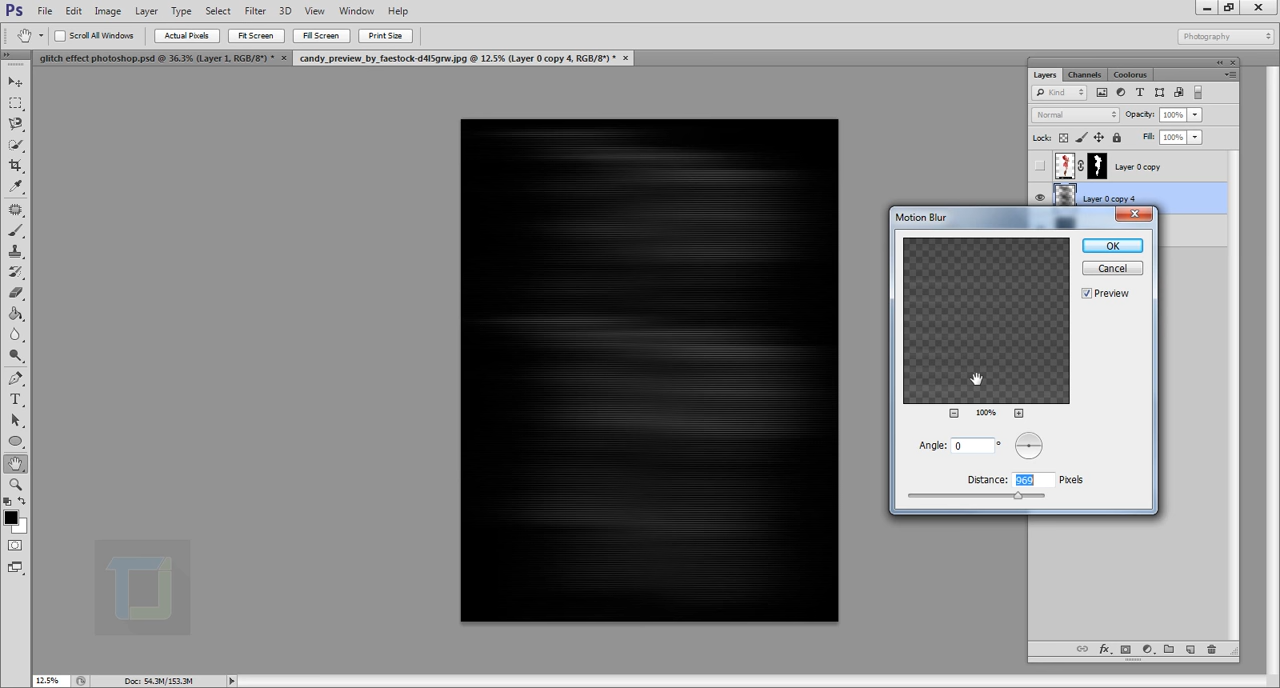 Ps File Edit Image Layer Type Select Filter 3D View Window Help
Scroll All Windows Actual Pixels Fit Screen Fill Screen Print Size Photography
glitch effect photoshop.psd @ 36.3% (Layer 1, RGB/8*) * candy_preview_by_faestock-d4l5grw.jpg @ 12.5% (Layer 0 copy 4, RGB/8*) *
Layers Channels Coolorus
Kind
Normal Opacity: 100%
Lock: Fill: 100%
Layer 0 copy
Layer 0 copy 4
Motion Blur
OK
Cancel
Preview
100%
Angle: 0 °
Distance: 969 Pixels
12.5% Doc: 54.3M/153.3M